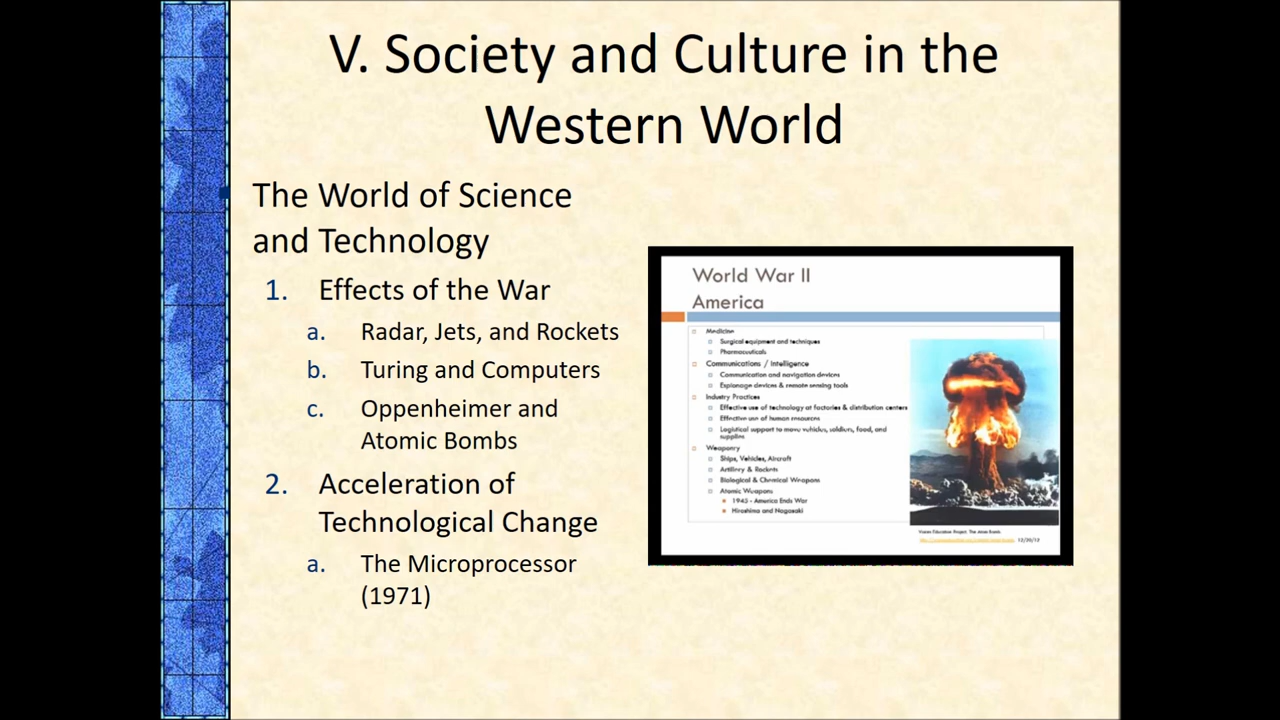 V. Society and Culture in the
Western World
The World of Science
and Technology
1. Effects of the War
a. Radar, Jets, and Rockets
b. Turing and Computers
c. Oppenheimer and
Atomic Bombs
2. Acceleration of
Technological Change
a. The Microprocessor
(1971)
World War II
America
Medicine
Surgical equipment and techniques
Pharmaceuticals
Communications / Intelligence
Communication and navigation devices
Espionage devices & remote sensing tools
Industry Practices
Effective use of technology at factories & distribution centers
Effective use of human resources
Logistical support to move vehicles, soldiers, food, and
supplies
Weaponry
Ships, Vehicles, Aircraft
Artillery & Rockets
Biological & Chemical Weapons
Atomic Weapons
1945 - America Ends War
Hiroshima and Nagasaki
Education Project, The Atom Bomb